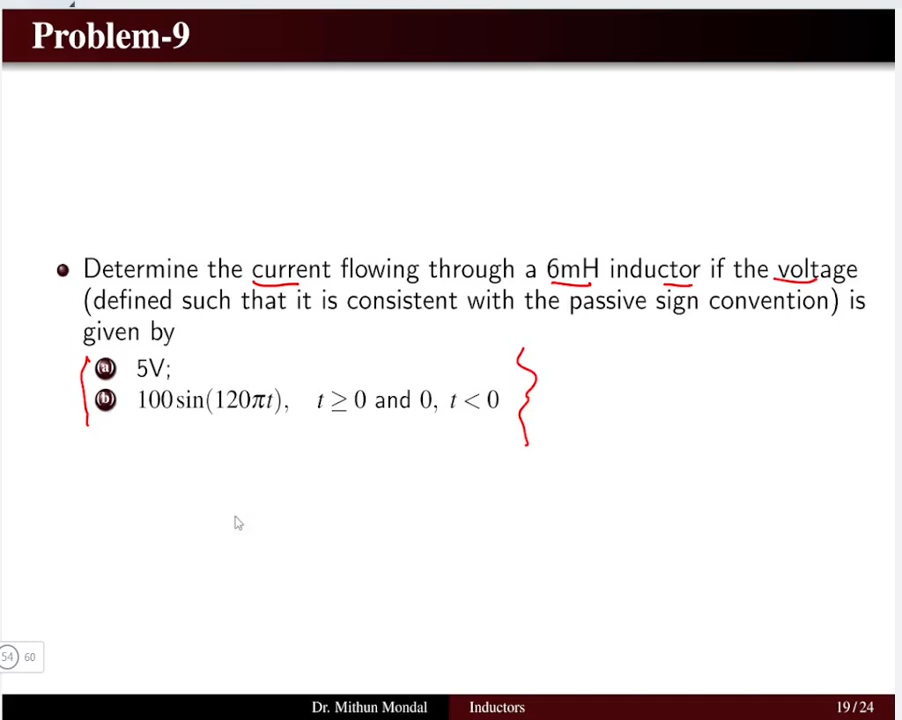 Problem-9
Determine the current flowing through a 6mH inductor if the voltage
(defined such that it is consistent with the passive sign convention) is
given by
(a) 5V;
(b) 100 sin(120πt), t ≥ 0 and 0, t < 0
54 60
Dr. Mithun Mondal Inductors 19 / 24